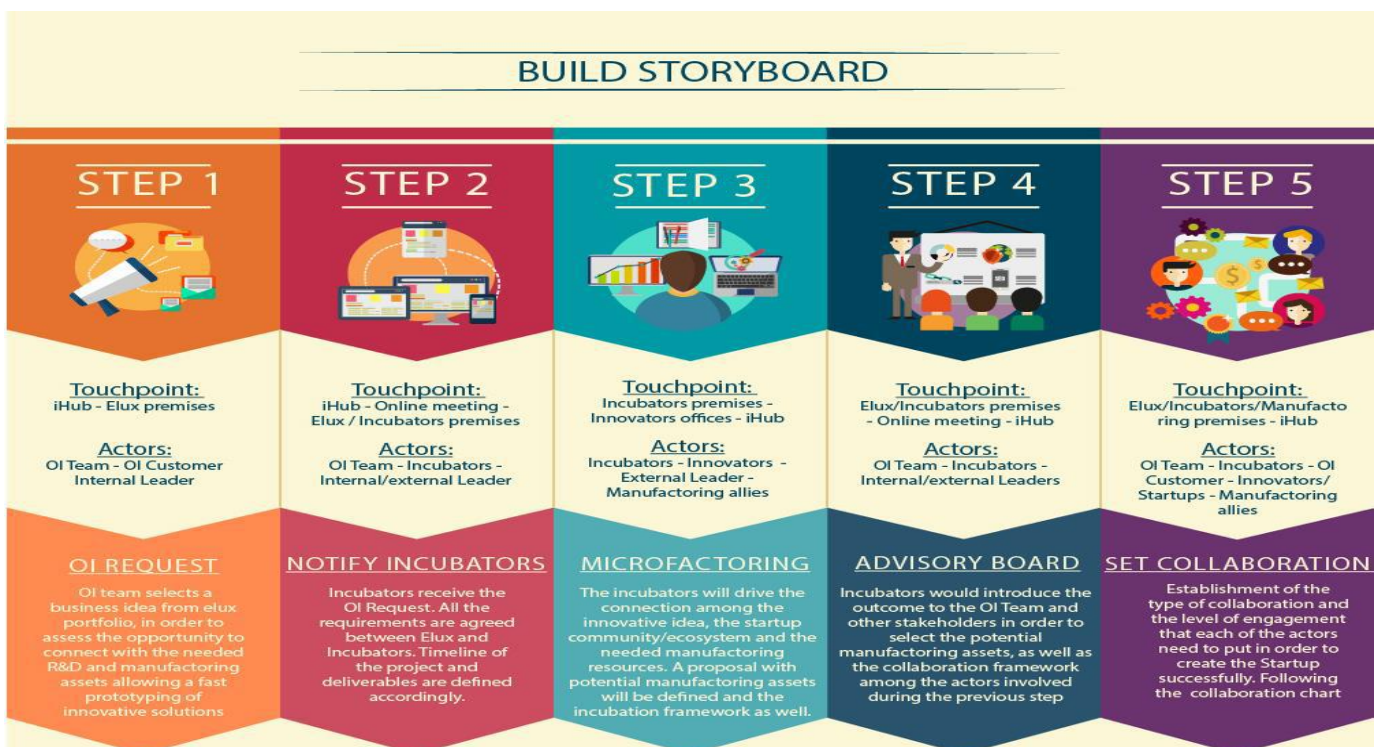 BUILD STORYBOARD
STEP 1
Touchpoint:
iHub - Elux premises
Actors:
OI Team - OI Customer
Internal Leader
OI REQUEST
OI team selects a
business idea from elux
portfolio, in order to
assess the opportunity to
connect with the needed
R&D and manufactoring
assets allowing a fast
prototyping of
innovative solutions
STEP 2
Touchpoint:
iHub - Online meeting -
Elux / Incubators premises
Actors:
OI Team - Incubators -
Internal/external Leader
NOTIFY INCUBATORS
Incubators receive the
OI Request. All the
requirements are agreed
between Elux and
Incubators. Timeline of
the project and
deliverables are defined
accordingly.
STEP 3
Touchpoint:
Incubators premises -
Innovators offices - iHub
Actors:
Incubators - Innovators -
External Leader -
Manufactoring allies
MICROFACTORING
The incubators will drive the
connection among the
innovative idea, the startup
community/ecosystem and the
needed manufactoring
resources. A proposal with
potential manufactoring assets
will be defined and the
incubation framework as well.
STEP 4
Touchpoint:
Elux/Incubators premises
- Online meeting - iHub
Actors:
OI Team - Incubators -
Internal/external Leaders
ADVISORY BOARD
Incubators would introduce the
outcome to the OI Team and
other stakeholders in order to
select the potential
manufactoring assets, as well as
the collaboration framework
among the actors involved
during the previous step
STEP 5
Touchpoint:
Elux/Incubators/Manufacto
ring premises - iHub
Actors:
OI Team - Incubators - OI
Customer - Innovators/
Startups - Manufactoring
allies
SET COLLABORATION
Establishment of the
type of collaboration and
the level of engagement
that each of the actors
need to put in order to
create the Startup
successfully. Following
the collaboration chart